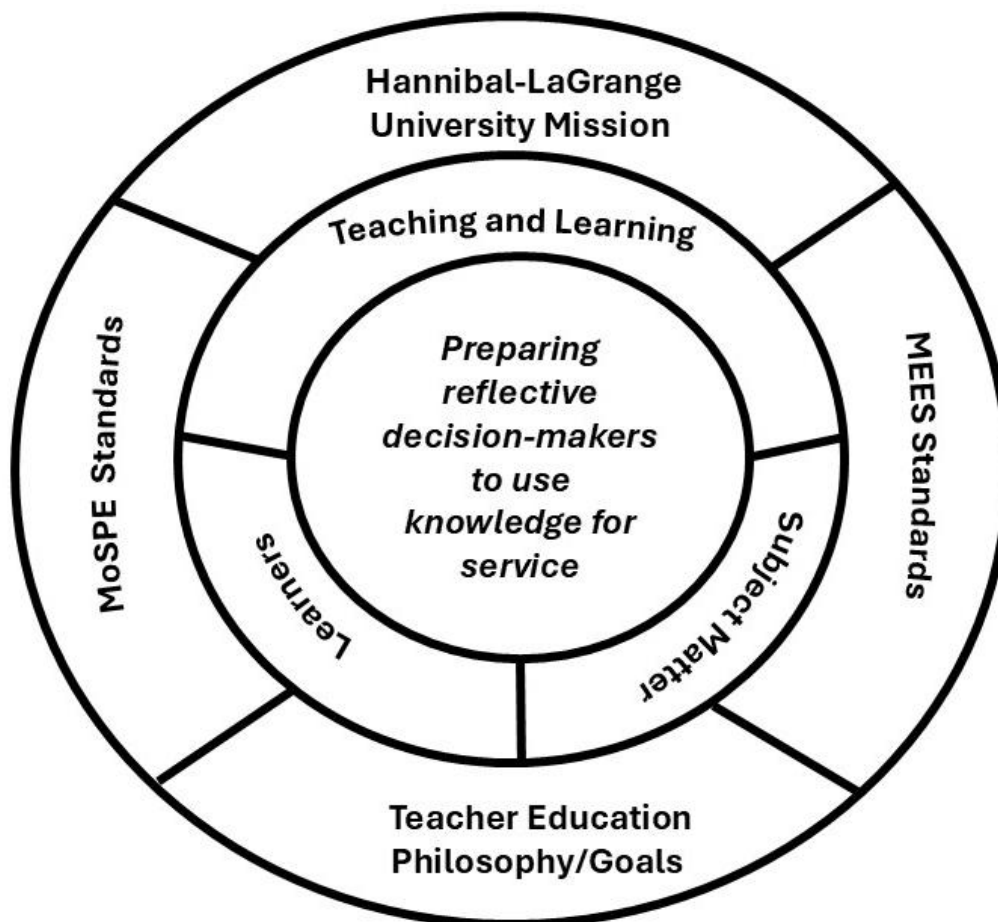 Hannibal-LaGrange
University Mission
Teaching and Learning
Preparing
reflective
decision-makers
to use
knowledge for
service
MoSPE Standards
MEES Standards
Learners
Subject Matter
Teacher Education
Philosophy/Goals